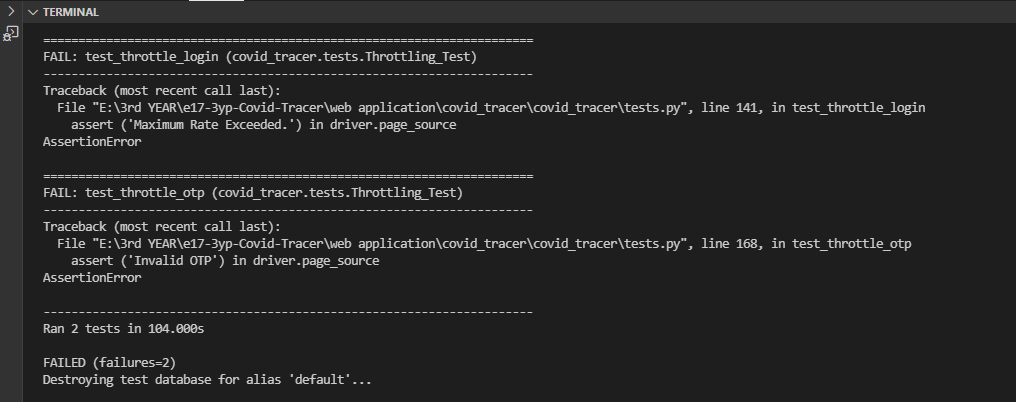 TERMINAL
======================================================================
FAIL: test_throttle_login (covid_tracer.tests.Throttling_Test)
----------------------------------------------------------------------
Traceback (most recent call last):
  File "E:\3rd YEAR\e17-3yp-Covid-Tracer\web application\covid_tracer\covid_tracer\tests.py", line 141, in test_throttle_login
    assert ('Maximum Rate Exceeded.') in driver.page_source
AssertionError
======================================================================
FAIL: test_throttle_otp (covid_tracer.tests.Throttling_Test)
----------------------------------------------------------------------
Traceback (most recent call last):
  File "E:\3rd YEAR\e17-3yp-Covid-Tracer\web application\covid_tracer\covid_tracer\tests.py", line 168, in test_throttle_otp
    assert ('Invalid OTP') in driver.page_source
AssertionError
----------------------------------------------------------------------
Ran 2 tests in 104.000s
FAILED (failures=2)
Destroying test database for alias 'default'...